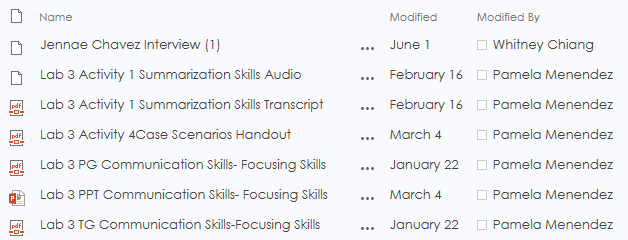 Name Modified Modified By
Jennae Chavez Interview (1) ... June 1 Whitney Chiang
Lab 3 Activity 1 Summarization Skills Audio ... February 16 Pamela Menendez
pdf Lab 3 Activity 1 Summarization Skills Transcript ... February 16 Pamela Menendez
pdf Lab 3 Activity 4Case Scenarios Handout ... March 4 Pamela Menendez
pdf Lab 3 PG Communication Skills- Focusing Skills ... January 22 Pamela Menendez
P Lab 3 PPT Communication Skills- Focusing Skills ... March 4 Pamela Menendez
pdf Lab 3 TG Communication Skills-Focusing Skills ... January 22 Pamela Menendez